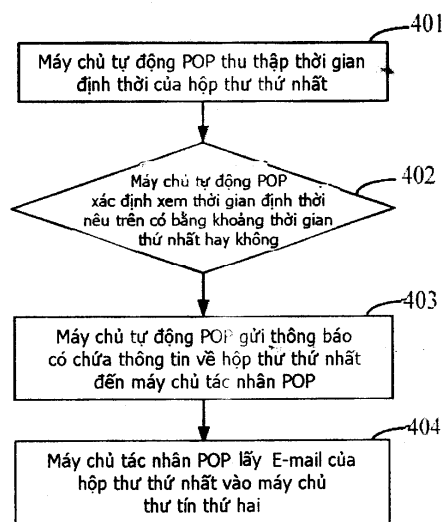 401
Máy chủ tự động POP thu thập thời gian
định thời của hộp thư thứ nhất
402
Máy chủ tự động POP
xác định xem thời gian định thời
nêu trên có bằng khoảng thời gian
thứ nhất hay không
403
Máy chủ tự động POP gửi thông báo
có chứa thông tin về hộp thư thứ nhất
đến máy chủ tác nhân POP
404
Máy chủ tác nhân POP lấy E-mail của
hộp thư thứ nhất vào máy chủ
thư tín thứ hai